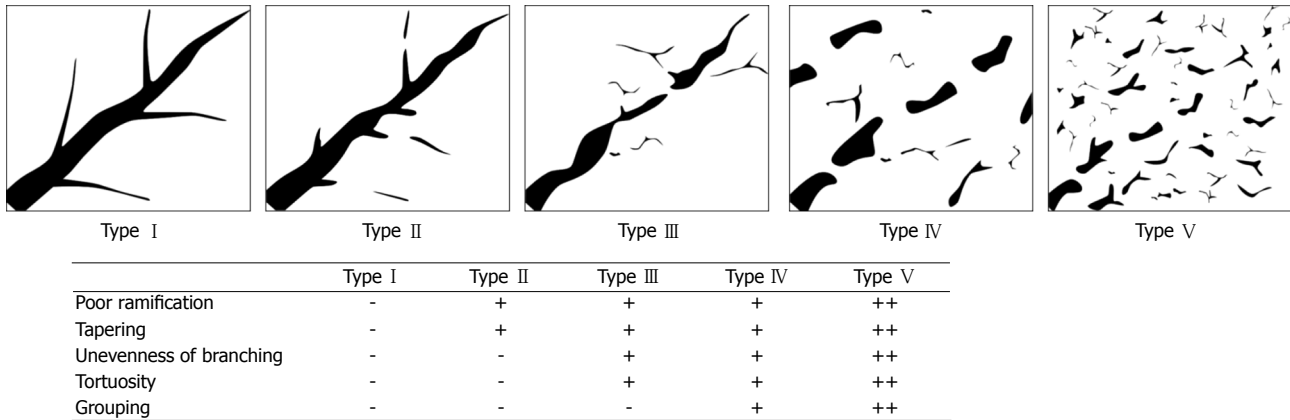 Type Ⅰ Type Ⅱ Type Ⅲ Type Ⅳ Type Ⅴ
Type Ⅰ Type Ⅱ Type Ⅲ Type Ⅳ Type Ⅴ
Poor ramification - + + + ++
Tapering - + + + ++
Unevenness of branching - - + + ++
Tortuosity - - + + ++
Grouping - - - + ++